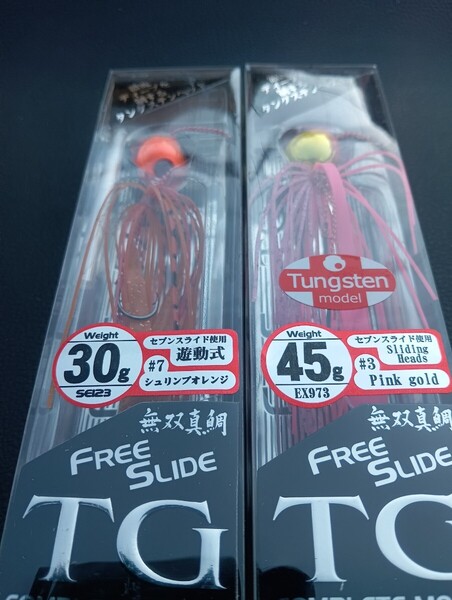 Weight
30g
SE123
セブンスライド使用
#7
遊動式
シュリンプオレンジ
無双真鯛
FREE
SLIDE
TG
Tungsten
model
Weight
45g
EX973
セブンスライド使用
#3
Sliding
Heads
Pink gold
無双真鯛
FREE
SLIDE
TG